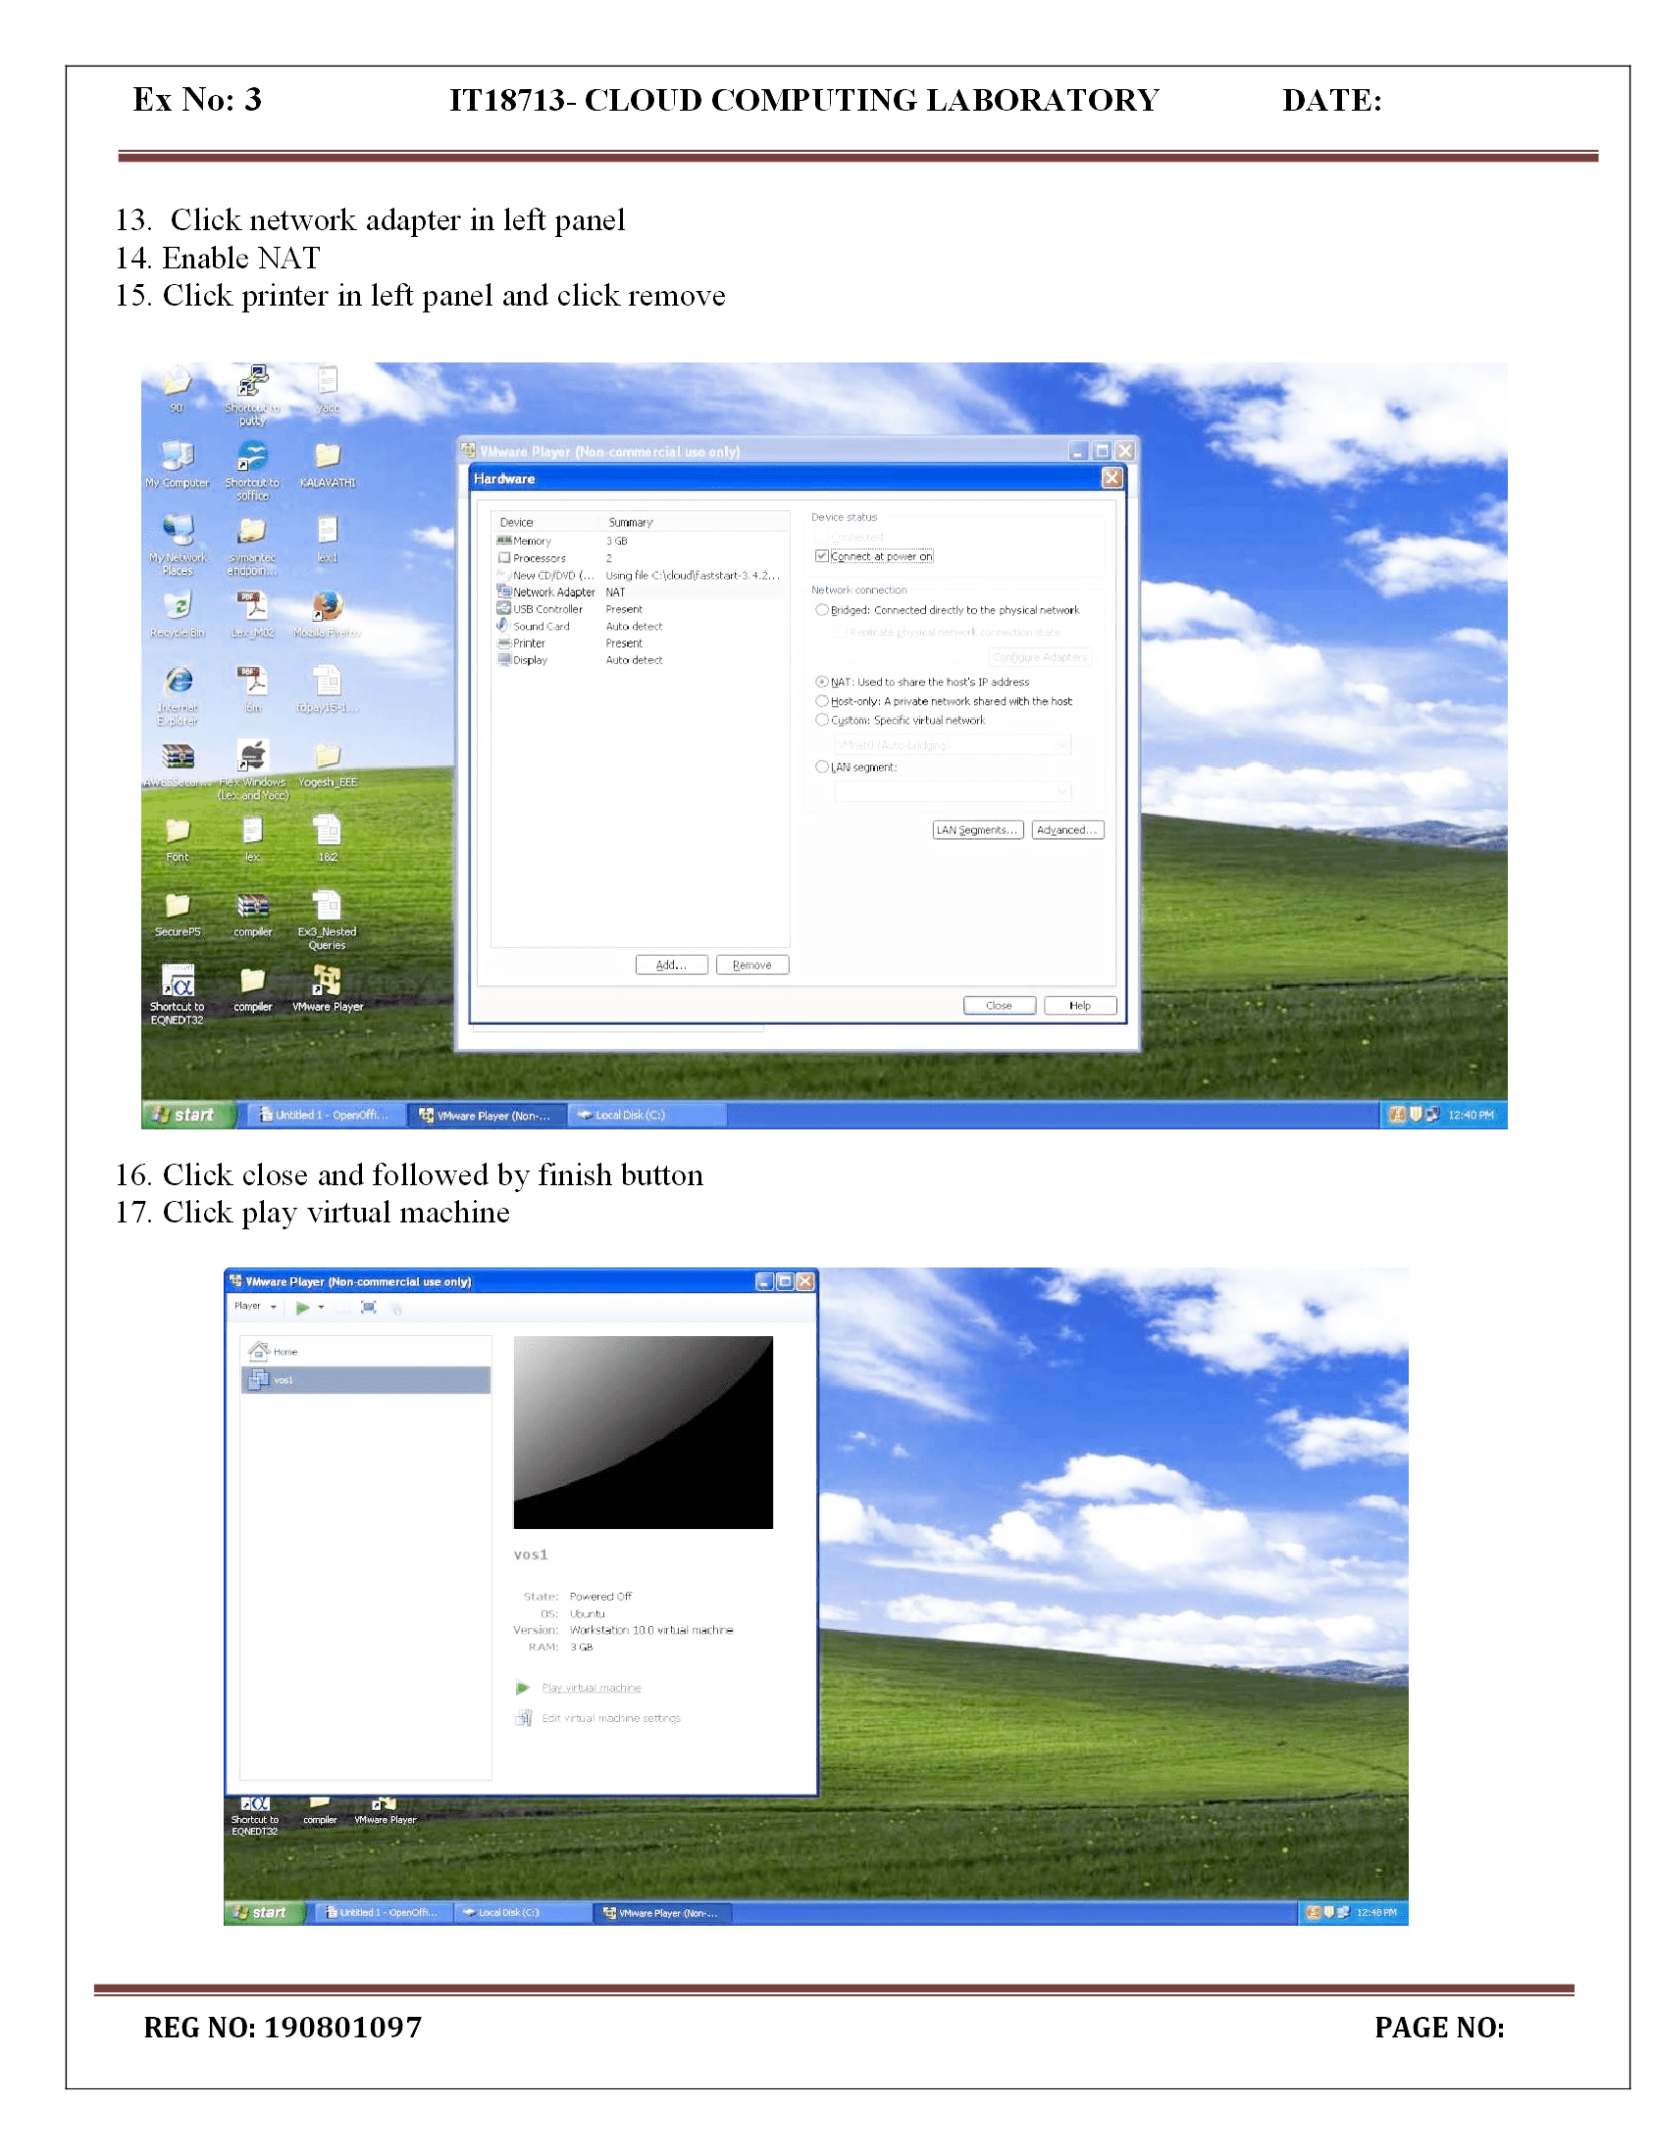 Ex No: 3 IT18713- CLOUD COMPUTING LABORATORY DATE:
13. Click network adapter in left panel
14. Enable NAT
15. Click printer in left panel and click remove
90 Shortcut to putty Yacc
My Computer Shortcut to soffice KALAVATHI
My Network Places symantec endpoin... lex1
Recycle Bin Lex_M02 Mozilla Firefox
Internet Explorer
Flex Windows (Lex and Yacc) Yogesh_EEE
Font lex 1&2
SecureP5 compiler Ex3_Nested Queries
Shortcut to EQNEDT32 compiler VMware Player
VMware Player (Non-commercial use only)
Hardware
Device Summary
Memory 3 GB
Processors 2
New CD/DVD (... Using file C:\cloud\faststart-3.4.2...
Network Adapter NAT
USB Controller Present
Sound Card Auto detect
Printer Present
Display Auto detect
Add... Remove
Device status
Connected
Connect at power on
Network connection
Bridged: Connected directly to the physical network
Replicate physical network connection state
Configure Adapters
NAT: Used to share the host's IP address
Host-only: A private network shared with the host
Custom: Specific virtual network
VMnet0 (Auto-bridging)
LAN segment:
LAN Segments... Advanced...
Close Help
start Untitled 1 - OpenOffi... VMware Player (Non-... Local Disk (C:) 12:40 PM
16. Click close and followed by finish button
17. Click play virtual machine
VMware Player (Non-commercial use only)
Player
Home
vos1
vos1
State: Powered Off
OS: Ubuntu
Version: Workstation 10.0 virtual machine
RAM: 3 GB
Play virtual machine
Edit virtual machine settings
Shortcut to EQNEDT32 compiler VMware Player
start Untitled 1 - OpenOffi... Local Disk (C:) VMware Player (Non-... 12:48 PM
REG NO: 190801097 PAGE NO: